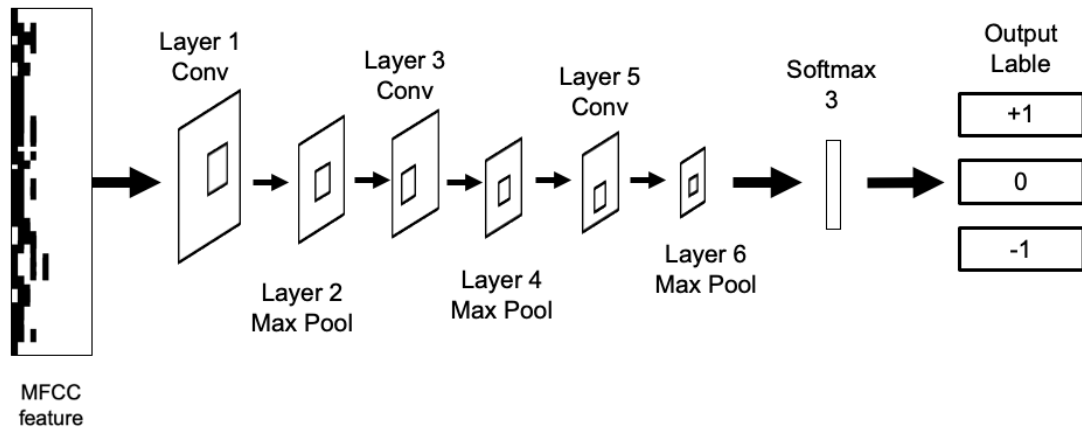 Layer 1
Conv
Layer 2
Max Pool
Layer 3
Conv
Layer 4
Max Pool
Layer 5
Conv
Layer 6
Max Pool
Softmax
3
Output
Lable
+1
0
-1
MFCC
feature